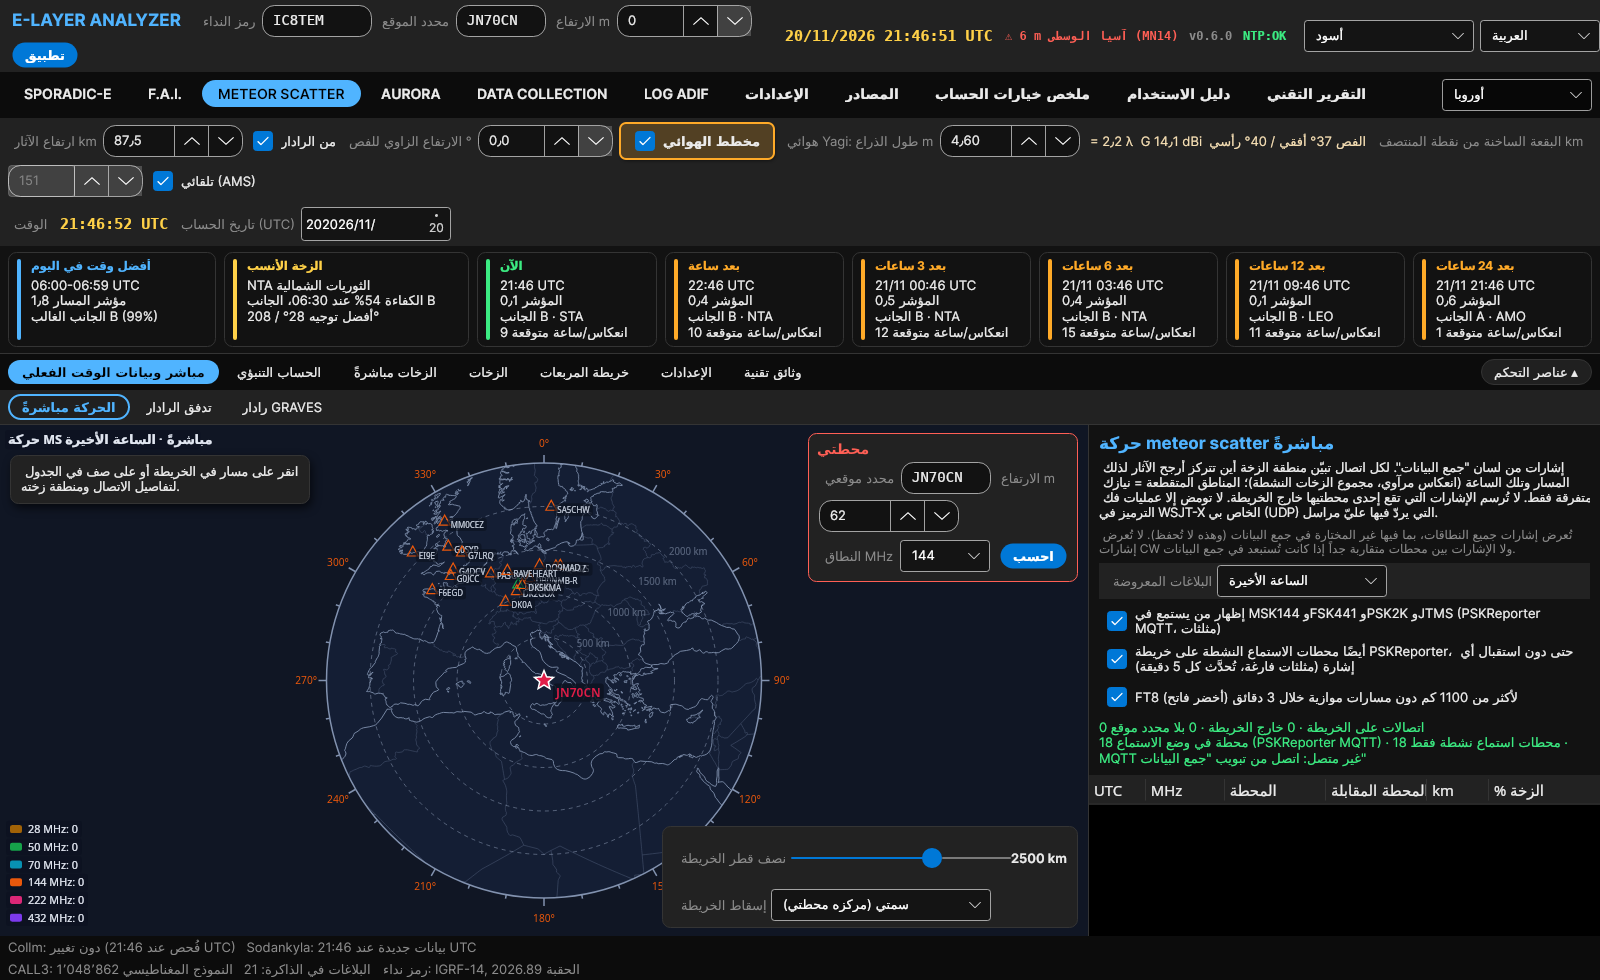 E-LAYER ANALYZER رمز النداء IC8TEM محدد الموقع JN70CN الارتفاع m 0
20/11/2026 21:46:51 UTC ⚠ 6 m آسيا الوسطى (MN14) v0.6.0 NTP:OK أسود العربية
تطبيق
SPORADIC-E F.A.I. METEOR SCATTER AURORA DATA COLLECTION LOG ADIF الإعدادات المصادر ملخص خيارات الحساب دليل الاستخدام التقرير التقني أوروبا
ارتفاع الآثار km 87٫5 من الرادار الارتفاع الزاوي للفص ° 0٫0 مخطط الهوائي هوائي Yagi: طول الذراع m 4٫60 = 2٫2 λ G 14٫1 dBi الفص 37° أفقي / 40° رأسي البقعة الساخنة من نقطة المنتصف km
151 تلقائي (AMS)
الوقت 21:46:52 UTC تاريخ الحساب (UTC) 202026/11/ 20
أفضل وقت في اليوم
06:00-06:59 UTC
مؤشر المسار 1٫8
الجانب الغالب B (99%)
الزخة الأنسب
NTA الثوريات الشمالية
الكفاءة 54% عند 06:30، الجانب B
أفضل توجيه 28° / 208°
الآن
21:46 UTC
المؤشر 0٫1
الجانب B · STA
انعكاس/ساعة متوقعة 9
بعد ساعة
22:46 UTC
المؤشر 0٫4
الجانب B · NTA
انعكاس/ساعة متوقعة 10
بعد 3 ساعات
21/11 00:46 UTC
المؤشر 0٫5
الجانب B · NTA
انعكاس/ساعة متوقعة 12
بعد 6 ساعات
21/11 03:46 UTC
المؤشر 0٫4
الجانب B · NTA
انعكاس/ساعة متوقعة 15
بعد 12 ساعات
21/11 09:46 UTC
المؤشر 0٫1
الجانب B · LEO
انعكاس/ساعة متوقعة 11
بعد 24 ساعات
21/11 21:46 UTC
المؤشر 0٫6
الجانب A · AMO
انعكاس/ساعة متوقعة 1
مباشر وبيانات الوقت الفعلي الحساب التنبؤي الزخات مباشرةً الزخات خريطة المربعات الإعدادات وثائق تقنية عناصر التحكم ▴
الحركة مباشرةً تدفق الرادار رادار GRAVES
حركة MS مباشرةً · الساعة الأخيرة
انقر على مسار في الخريطة أو على صف في الجدول
لتفاصيل الاتصال ومنطقة زخته.
0°
30°
60°
90°
120°
180°
210°
240°
270°
300°
330°
2000 km
1500 km
1000 km
500 km
SA5CHW
MM0CEZ
EI9E
G7LRQ
G0JCC
F6EGD
RAVEHEART
DK5KMA
DK0A
JN70CN
محطتي
محدد موقعي JN70CN الارتفاع m
62
النطاق MHz 144 احسب
28 MHz: 0
50 MHz: 0
70 MHz: 0
144 MHz: 0
222 MHz: 0
432 MHz: 0
نصف قطر الخريطة 2500 km
إسقاط الخريطة سمتي (مركزه محطتي)
حركة meteor scatter مباشرةً
إشارات من لسان "جمع البيانات". لكل اتصال تبيّن منطقة الزخة أين تتركز أرجح الآثار لذلك
المسار وتلك الساعة (انعكاس مرآوي، مجموع الزخات النشطة)؛ المناطق المتقطعة = نيازك
متفرقة فقط. لا تُرسم الإشارات التي تقع إحدى محطتيها خارج الخريطة. لا تومض إلا عمليات فك
الترميز في WSJT-X الخاص بي (UDP) التي يردّ فيها عليّ مراسل.
تُعرض إشارات جميع النطاقات، بما فيها غير المختارة في جمع البيانات (وهذه لا تُحفظ). لا تُعرض
إشارات CW ولا الإشارات بين محطات متقاربة جداً إذا كانت تُستبعد في جمع البيانات.
البلاغات المعروضة الساعة الأخيرة
إظهار من يستمع في MSK144 وFSK441 وPSK2K وJTMS (PSKReporter
MQTT، مثلثات)
أيضًا محطات الاستماع النشطة على خريطة PSKReporter، حتى دون استقبال أي
إشارة (مثلثات فارغة، تُحدَّث كل 5 دقيقة)
FT8 لأكثر من 1100 كم دون مسارات موازية خلال 3 دقائق (أخضر فاتح)
0 اتصالات على الخريطة · 0 خارج الخريطة · 0 بلا محدد موقع
18 محطة في وضع الاستماع (PSKReporter MQTT) · 18 محطات استماع نشطة فقط ·
MQTT غير متصل: اتصل من تبويب "جمع البيانات"
UTC MHz المحطة المحطة المقابلة km % الزخة
Collm: دون تغيير (فُحص عند 21:46 UTC) Sodankyla: بيانات جديدة عند 21:46 UTC
CALL3: 1٬048٬862 رمز نداء البلاغات في الذاكرة: 21 النموذج المغناطيسي: IGRF-14, الحقبة 2026.89